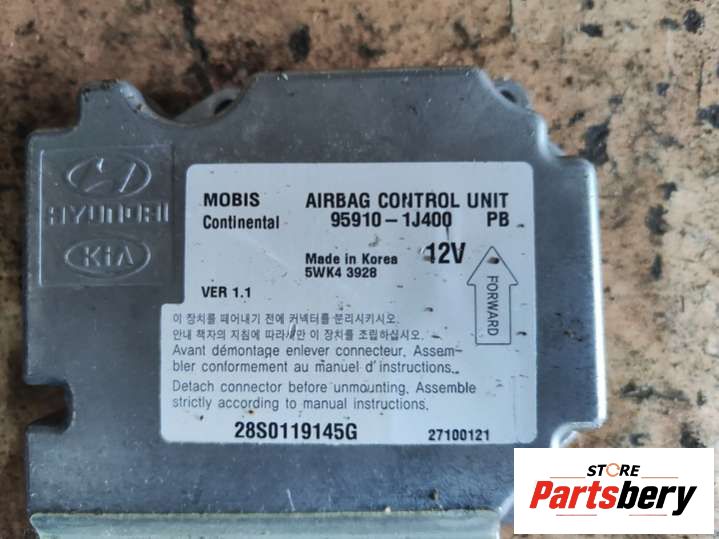 HYUNDAI
KIA
MOBIS AIRBAG CONTROL UNIT
Continental 95910-1J400 PB
Made in Korea 12V
5WK4 3928
FORWARD
VER 1.1
이 장치를 떼어내기 전에 커넥터를 분리시키시오.
안내 책자의 지침에 따라서만 이 장치를 조립하십시오.
Avant démontage enlever connecteur. Assem-
bler conformement au manuel d'instructions.
Detach connector before unmounting. Assemble
strictly according to manual instructions.
28S0119145G 27100121
STORE
Partsbery